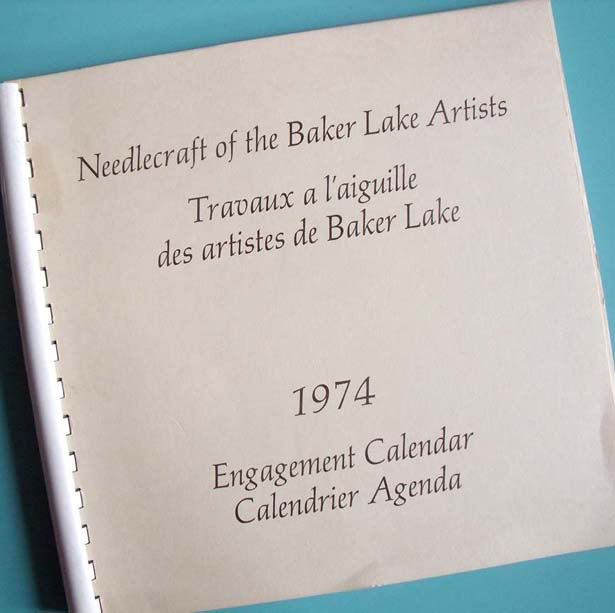 Needlecraft of the Baker Lake Artists
Travaux a l'aiguille
des artistes de Baker Lake
1974
Engagement Calendar
Calendrier Agenda